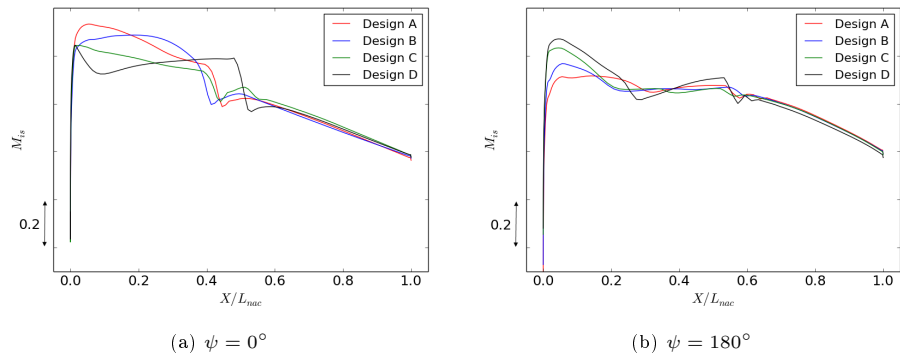 Design A
Design B
Design C
Design D
M_is
0.2
0.0 0.2 0.4 0.6 0.8 1.0
X/L_nac
(a) ψ = 0°
Design A
Design B
Design C
Design D
M_is
0.2
0.0 0.2 0.4 0.6 0.8 1.0
X/L_nac
(b) ψ = 180°